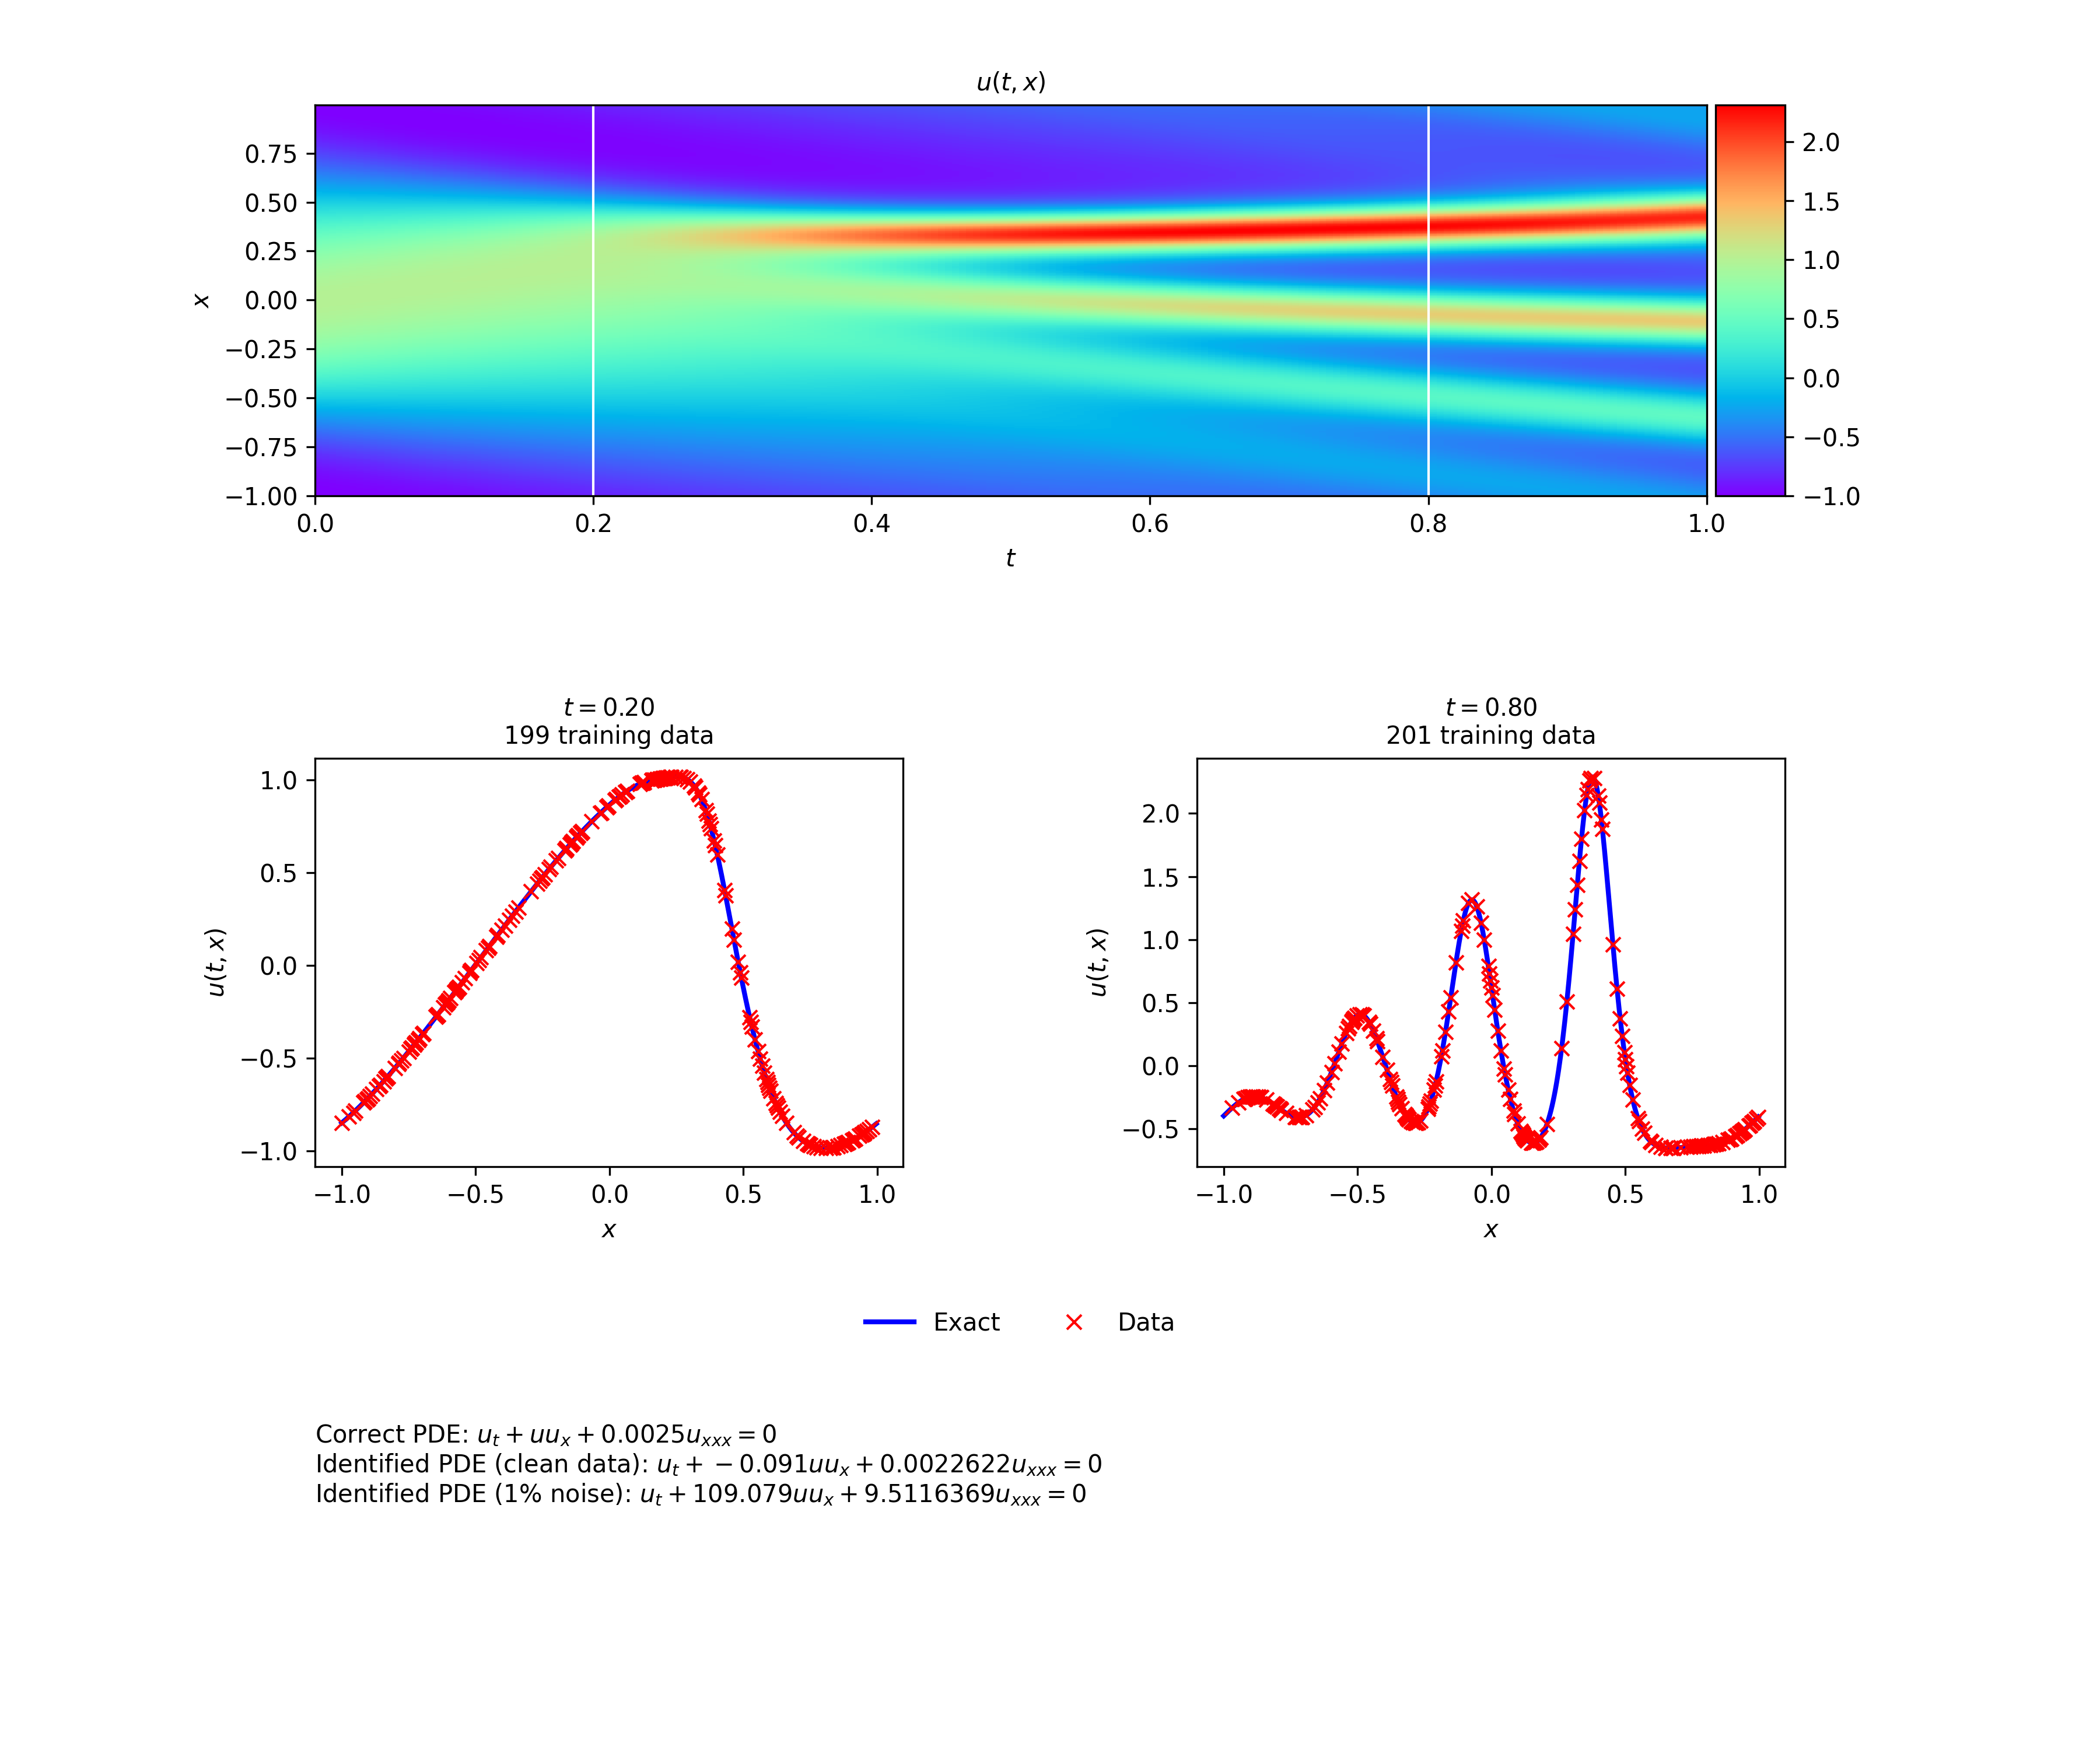 u(t, x)
0.75
0.50
0.25
0.00
−0.25
−0.50
−0.75
−1.00
x
0.0 0.2 0.4 0.6 0.8 1.0
t
2.0
1.5
1.0
0.5
0.0
−0.5
−1.0
t = 0.20
199 training data
1.0
0.5
0.0
−0.5
−1.0
u(t, x)
−1.0 −0.5 0.0 0.5 1.0
x
t = 0.80
201 training data
2.0
1.5
1.0
0.5
0.0
−0.5
u(t, x)
−1.0 −0.5 0.0 0.5 1.0
x
Exact Data
Correct PDE: u_t + uu_x + 0.0025u_{xxx} = 0
Identified PDE (clean data): u_t + −0.091uu_x + 0.0022622u_{xxx} = 0
Identified PDE (1% noise): u_t + 109.079uu_x + 9.5116369u_{xxx} = 0